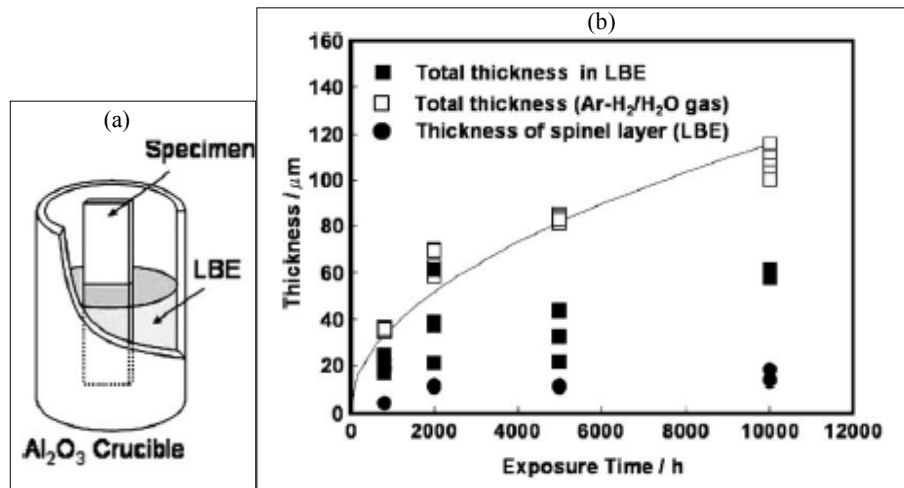 (a)
Specimen
LBE
Al₂O₃ Crucible
(b)
160
140
120
100
80
60
40
20
0
Thickness / μm
Total thickness in LBE
Total thickness (Ar-H₂/H₂O gas)
Thickness of spinel layer (LBE)
0 2000 4000 6000 8000 10000 12000
Exposure Time / h